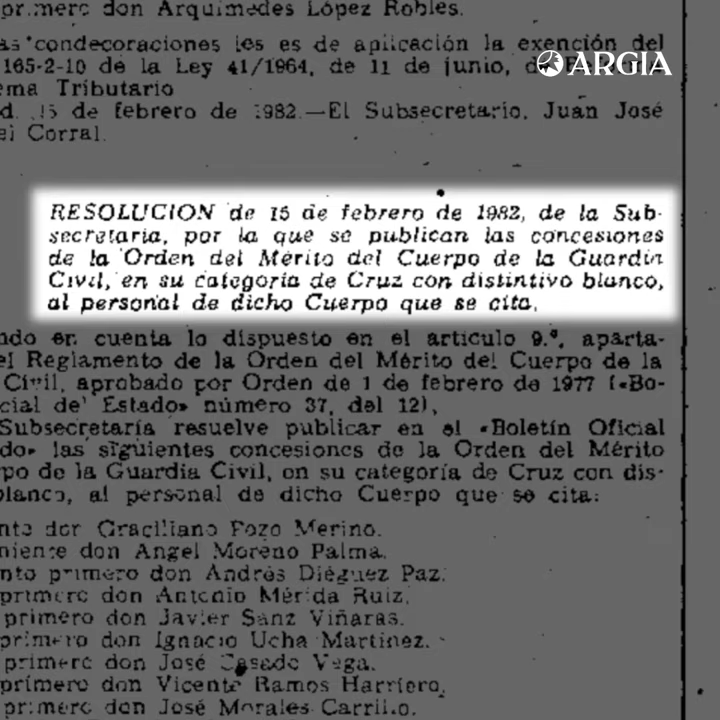 primero don Arquímedes López Robles.
ARGIA
as condecoraciones les es de aplicación la exención del
165-2-10 de la Ley 41/1964, de 11 de junio, de
ema Tributario
d, 15 de febrero de 1982.—El Subsecretario, Juan José
el Corral.
RESOLUCION de 15 de febrero de 1982, de la Sub-
secretaría, por la que se publican las concesiones
de la Orden del Mérito del Cuerpo de la Guardia
Civil, en su categoría de Cruz con distintivo blanco,
al personal de dicho Cuerpo que se cita.
ndo en cuenta lo dispuesto en el artículo 9.º, aparta-
el Reglamento de la Orden del Mérito del Cuerpo de la
Civil, aprobado por Orden de 1 de febrero de 1977 («Bo-
cial del Estado» número 37, del 12),
Subsecretaría resuelve publicar en el «Boletín Oficial
do» las siguientes concesiones de la Orden del Mérito
rpo de la Guardia Civil, en su categoría de Cruz con dis-
blanco, al personal de dicho Cuerpo que se cita:
nto don Graciliano Pozo Merino.
niente don Angel Moreno Palma.
nto primero don Andrés Diéguez Paz.
primero don Antonio Mérida Ruiz.
primero don Javier Sanz Viñaras.
primero don Ignacio Ucha Martínez.
primero don José Casado Vega.
primero don Vicente Ramos Harriero.
primero don José Morales Carrillo.